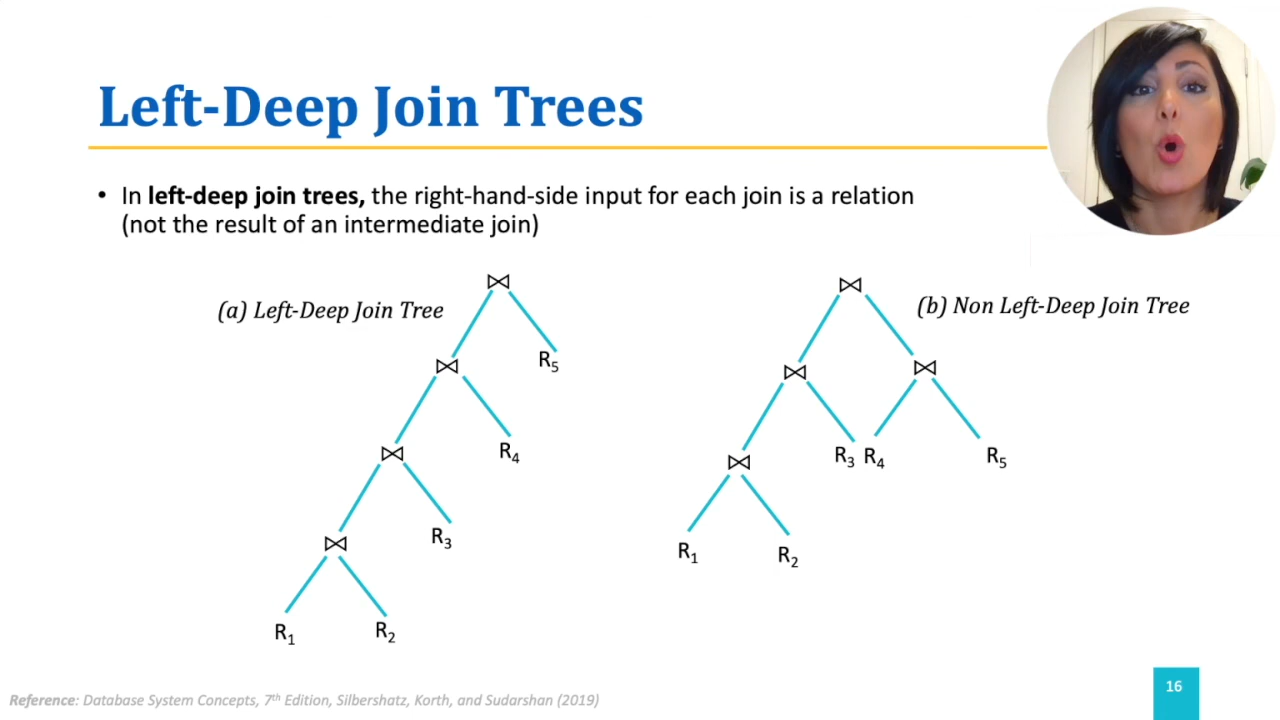 Left-Deep Join Trees
• In left-deep join trees, the right-hand-side input for each join is a relation
(not the result of an intermediate join)
(a) Left-Deep Join Tree
⋈
⋈
⋈
⋈
R₅
R₄
R₃
R₁
R₂
(b) Non Left-Deep Join Tree
⋈
⋈
⋈
⋈
R₃
R₄
R₅
R₁
R₂
Reference: Database System Concepts, 7th Edition, Silbershatz, Korth, and Sudarshan (2019)
16